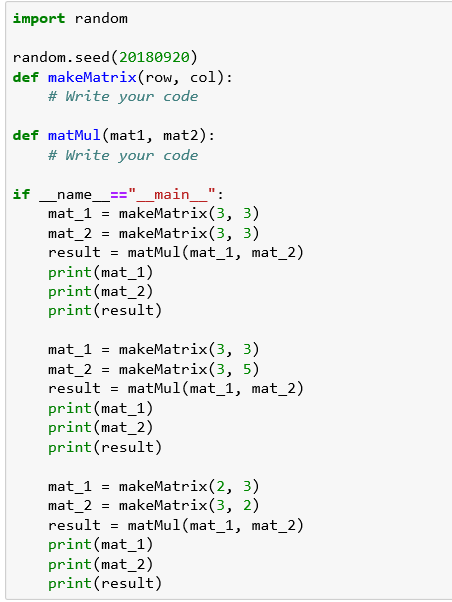 import random
random.seed(20180920)
def makeMatrix(row, col):
# Write your code
def matMul(mat1, mat2):
# Write your code
if __name__=="__main__":
mat_1 = makeMatrix(3, 3)
mat_2 = makeMatrix(3, 3)
result = matMul(mat_1, mat_2)
print(mat_1)
print(mat_2)
print(result)
mat_1 = makeMatrix(3, 3)
mat_2 = makeMatrix(3, 5)
result = matMul(mat_1, mat_2)
print(mat_1)
print(mat_2)
print(result)
mat_1 = makeMatrix(2, 3)
mat_2 = makeMatrix(3, 2)
result = matMul(mat_1, mat_2)
print(mat_1)
print(mat_2)
print(result)